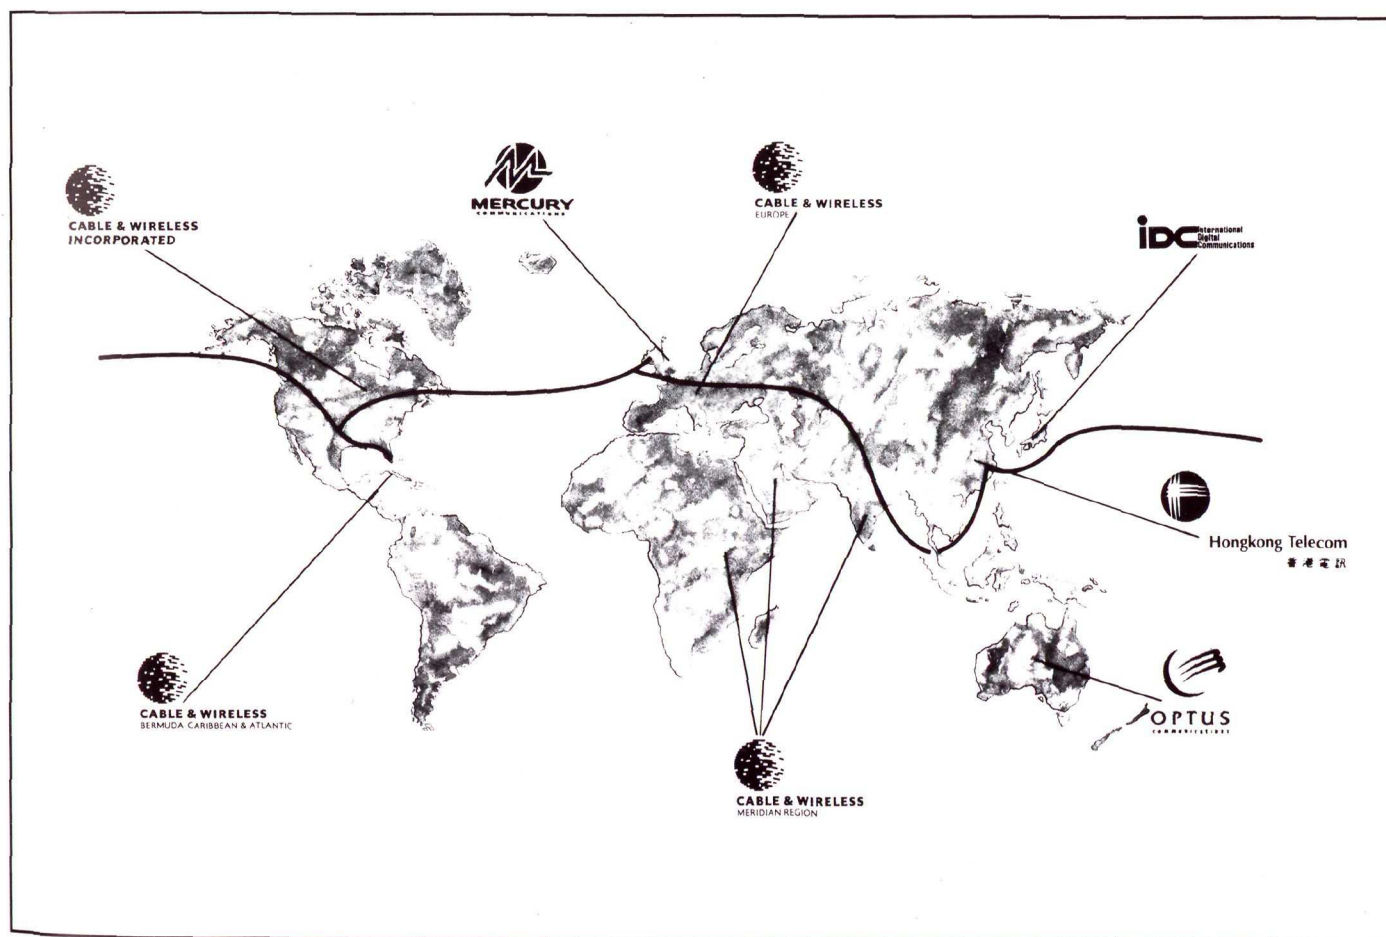 CABLE & WIRELESS
INCORPORATED
MERCURY
COMMUNICATIONS
CABLE & WIRELESS
EUROPE
iDC International
Digital
Communications
Hongkong Telecom
香港電訊
CABLE & WIRELESS
BERMUDA CARIBBEAN & ATLANTIC
OPTUS
communications
CABLE & WIRELESS
MERIDIAN REGION